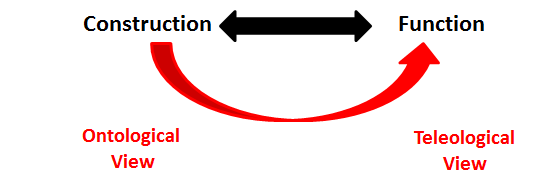 Construction Function
Ontological
View
Teleological
View